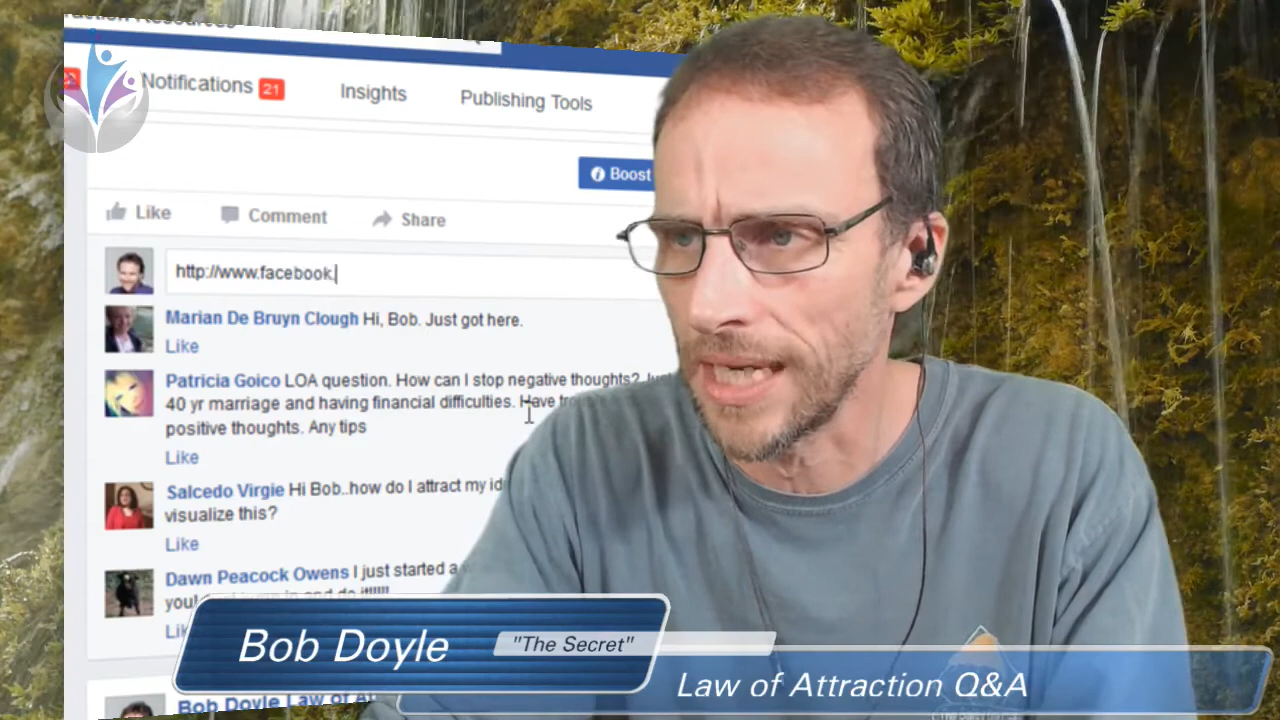 Notifications 21
Insights
Publishing Tools
Boost
Like
Comment
Share
http://www.facebook.
Marian De Bruyn Clough Hi, Bob. Just got here.
Like
Patricia Goico LOA question. How can I stop negative thoughts?
40 yr marriage and having financial difficulties. Have
positive thoughts. Any tips
Like
Salcedo Virgie Hi Bob..how do I attract my
visualize this?
Like
Dawn Peacock Owens I just started a
Bob Doyle
"The Secret"
Law of Attraction Q&A
Bob Doyle Law of